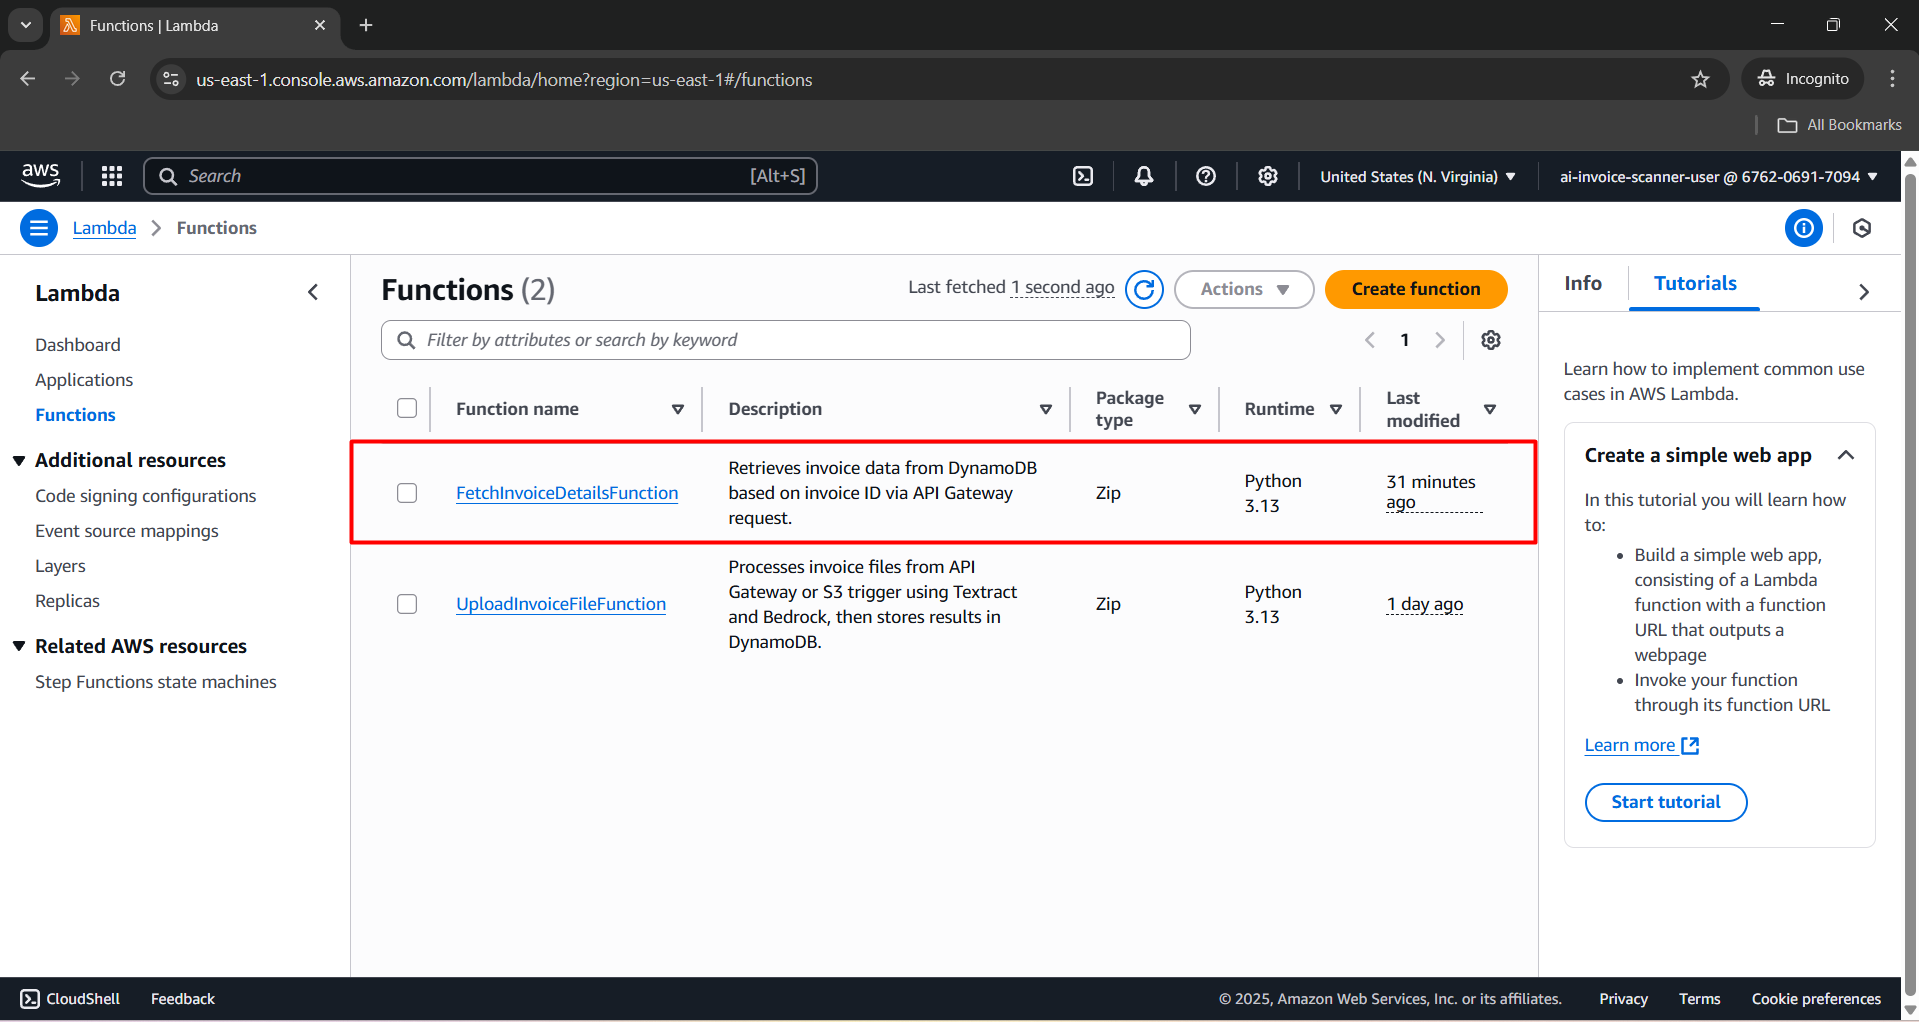 Functions | Lambda
us-east-1.console.aws.amazon.com/lambda/home?region=us-east-1#/functions
Incognito
All Bookmarks
aws
Search
[Alt+S]
United States (N. Virginia)
ai-invoice-scanner-user @ 6762-0691-7094
Lambda
Functions
Lambda
Dashboard
Applications
Functions
Additional resources
Code signing configurations
Event source mappings
Layers
Replicas
Related AWS resources
Step Functions state machines
Functions (2)
Last fetched 1 second ago
Actions
Create function
Filter by attributes or search by keyword
1
Function name
Description
Package
type
Runtime
Last
modified
FetchInvoiceDetailsFunction
Retrieves invoice data from DynamoDB
based on invoice ID via API Gateway
request.
Zip
Python
3.13
31 minutes
ago
UploadInvoiceFileFunction
Processes invoice files from API
Gateway or S3 trigger using Textract
and Bedrock, then stores results in
DynamoDB.
Zip
Python
3.13
1 day ago
Info
Tutorials
Learn how to implement common use
cases in AWS Lambda.
Create a simple web app
In this tutorial you will learn how
to:
• Build a simple web app,
consisting of a Lambda
function with a function
URL that outputs a
webpage
• Invoke your function
through its function URL
Learn more
Start tutorial
CloudShell
Feedback
© 2025, Amazon Web Services, Inc. or its affiliates.
Privacy
Terms
Cookie preferences